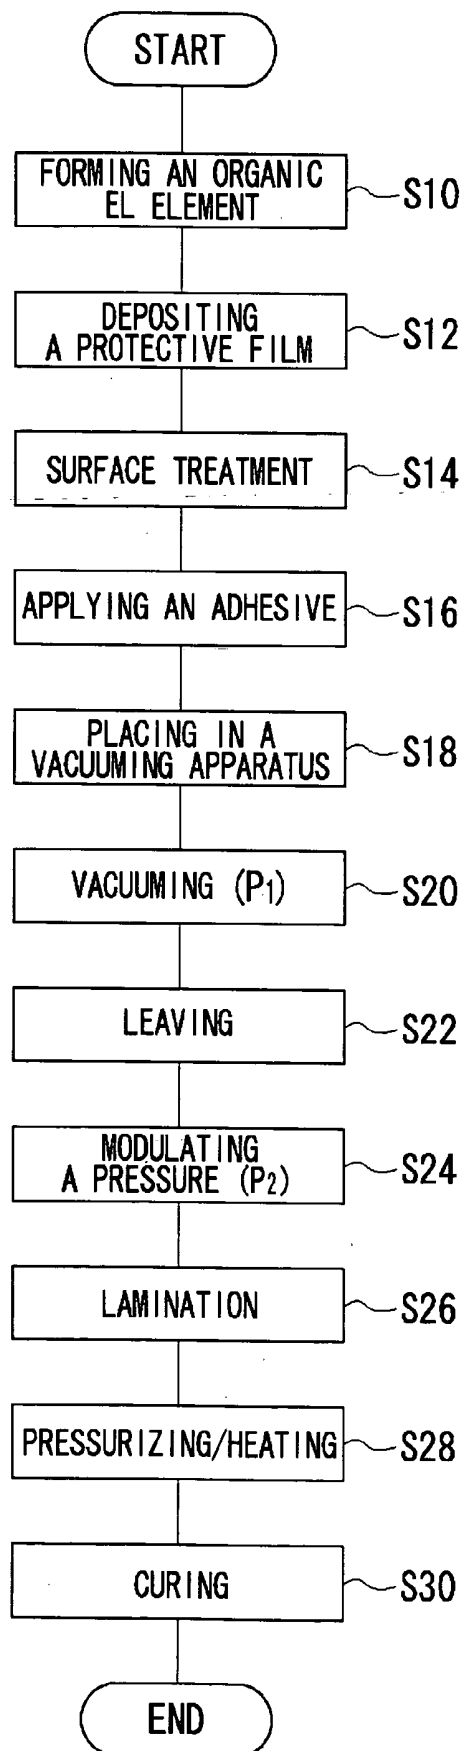 START
FORMING AN ORGANIC
EL ELEMENT
S10
DEPOSITING
A PROTECTIVE FILM
S12
SURFACE TREATMENT
S14
APPLYING AN ADHESIVE
S16
PLACING IN A
VACUUMING APPARATUS
S18
VACUUMING (P1)
S20
LEAVING
S22
MODULATING
A PRESSURE (P2)
S24
LAMINATION
S26
PRESSURIZING/HEATING
S28
CURING
S30
END